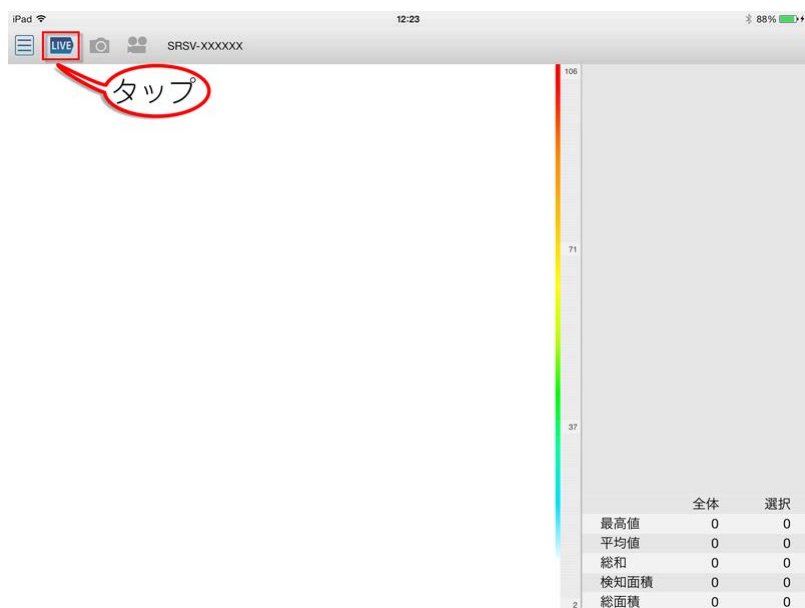 iPad 12:23 88%
LIVE SRSV-XXXXXX
タップ
106
71
37
2
全体 選択
最高値 0 0
平均値 0 0
総和 0 0
検知面積 0 0
総面積 0 0